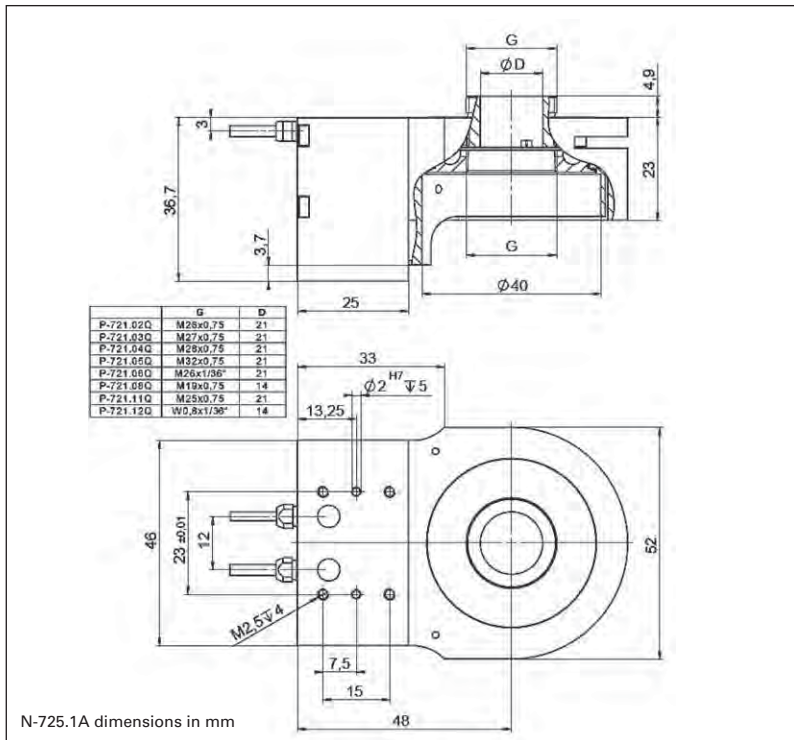 G
ØD
4,9
3
36,7
23
3,7
G
25
Ø40
G D
P-721.02Q M26x0,75 21
P-721.03Q M27x0,75 21
P-721.04Q M28x0,75 21
P-721.05Q M32x0,75 21
P-721.06Q M26x1/36" 21
P-721.08Q M19x0,75 14
P-721.11Q M25x0,75 21
P-721.12Q W0,8x1/36" 14
33
Ø2 H7 ↧5
13,25
46
23 ±0,01
12
52
M2,5↧4
7,5
15
48
N-725.1A dimensions in mm